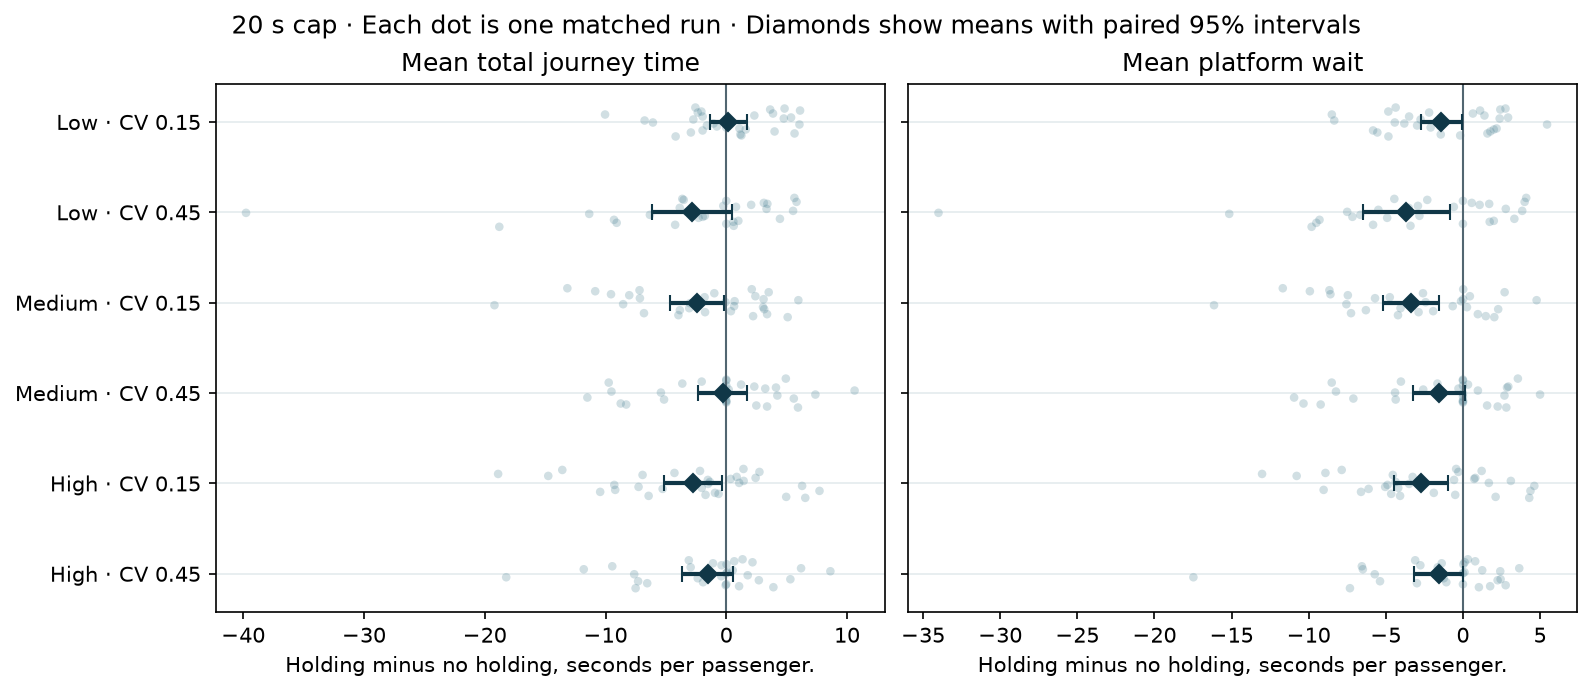 20 s cap · Each dot is one matched run · Diamonds show means with paired 95% intervals
Mean total journey time
Mean platform wait
Low · CV 0.15
Low · CV 0.45
Medium · CV 0.15
Medium · CV 0.45
High · CV 0.15
High · CV 0.45
−40 −30 −20 −10 0 10
−35 −30 −25 −20 −15 −10 −5 0 5
Holding minus no holding, seconds per passenger.
Holding minus no holding, seconds per passenger.